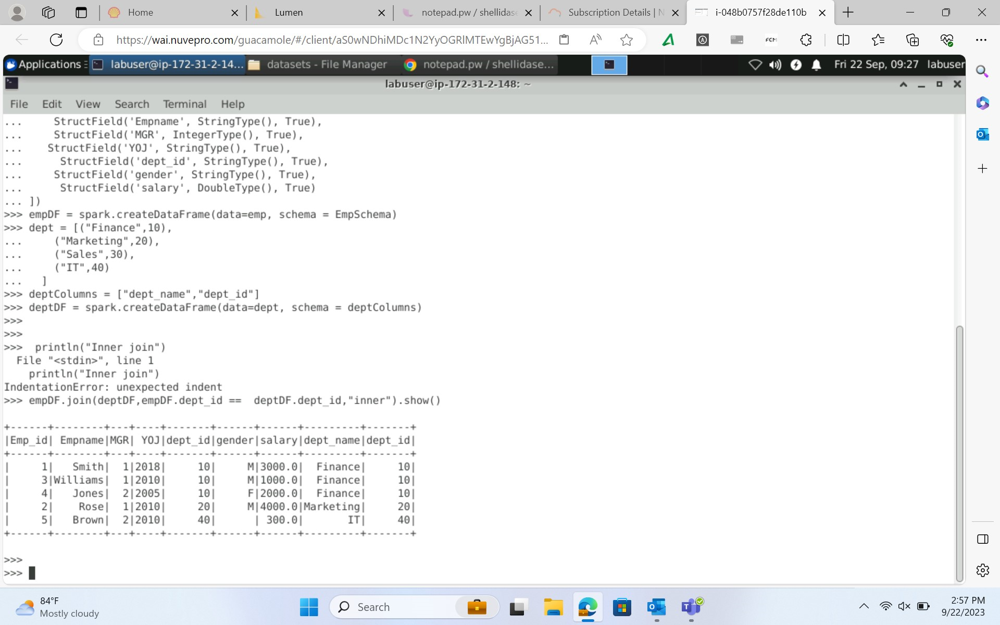 Home
Lumen
notepad.pw / shellidase
Subscription Details | N
i-048b0757f28de110b
https://wai.nuvepro.com/guacamole/#/client/aS0wNDhiMDc1N2YyOGRlMTEwYgBjAG51...
FCM
Applications
labuser@ip-172-31-2-14...
datasets - File Manager
notepad.pw / shellidase...
Fri 22 Sep, 09:27 labuser
labuser@ip-172-31-2-148: ~
File Edit View Search Terminal Help
...     StructField('Empname', StringType(), True),
...     StructField('MGR', IntegerType(), True),
...    StructField('YOJ', StringType(), True),
...      StructField('dept_id', StringType(), True),
...     StructField('gender', StringType(), True),
...      StructField('salary', DoubleType(), True)
... ])
>>> empDF = spark.createDataFrame(data=emp, schema = EmpSchema)
>>> dept = [("Finance",10),
...     ("Marketing",20),
...     ("Sales",30),
...     ("IT",40)
...   ]
>>> deptColumns = ["dept_name","dept_id"]
>>> deptDF = spark.createDataFrame(data=dept, schema = deptColumns)
>>>
>>>
>>>  println("Inner join")
  File "<stdin>", line 1
    println("Inner join")
IndentationError: unexpected indent
>>> empDF.join(deptDF,empDF.dept_id ==  deptDF.dept_id,"inner").show()
+------+--------+---+----+-------+------+------+---------+-------+
|Emp_id| Empname|MGR| YOJ|dept_id|gender|salary|dept_name|dept_id|
+------+--------+---+----+-------+------+------+---------+-------+
|     1|   Smith|  1|2018|     10|     M|3000.0|  Finance|     10|
|     3|Williams|  1|2010|     10|     M|1000.0|  Finance|     10|
|     4|   Jones|  2|2005|     10|     F|2000.0|  Finance|     10|
|     2|    Rose|  1|2010|     20|     M|4000.0|Marketing|     20|
|     5|   Brown|  2|2010|     40|      | 300.0|       IT|     40|
+------+--------+---+----+-------+------+------+---------+-------+
>>>
>>>
84°F
Mostly cloudy
Search
2:57 PM
9/22/2023